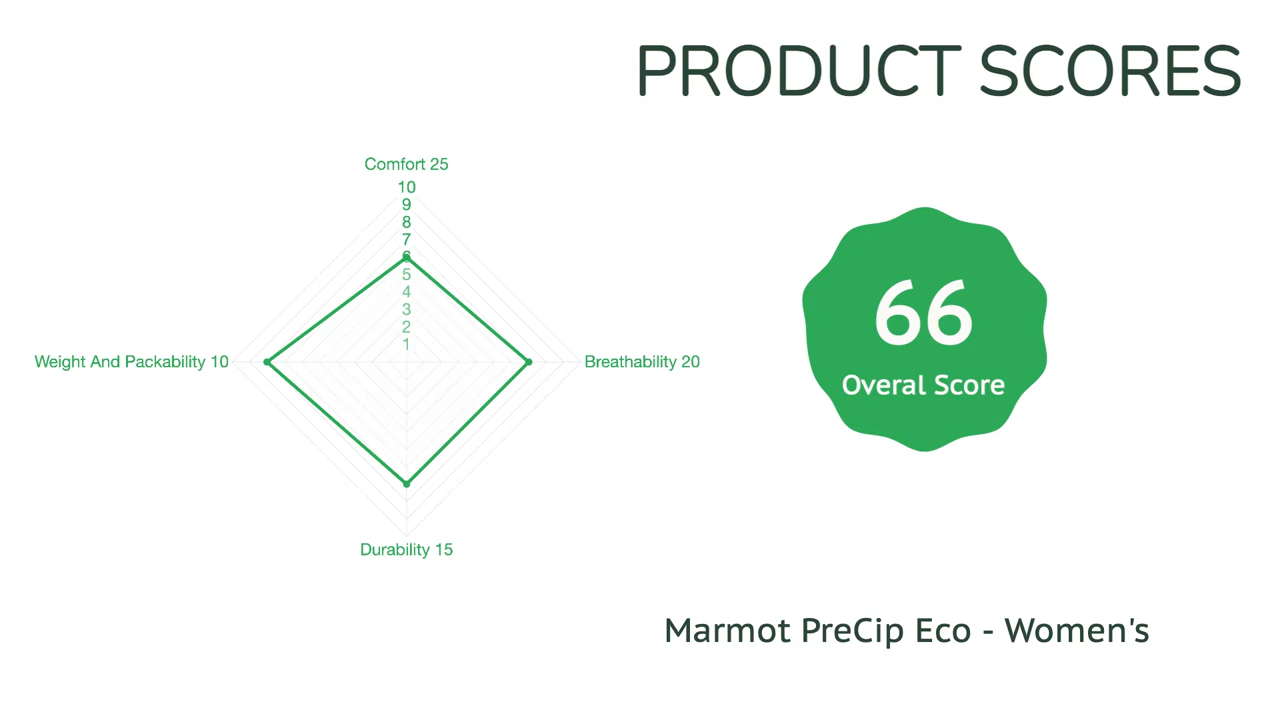 PRODUCT SCORES
Comfort 25
10
9
8
7
6
5
4
3
2
1
Weight And Packability 10
Breathability 20
Durability 15
66
Overal Score
Marmot PreCip Eco - Women's